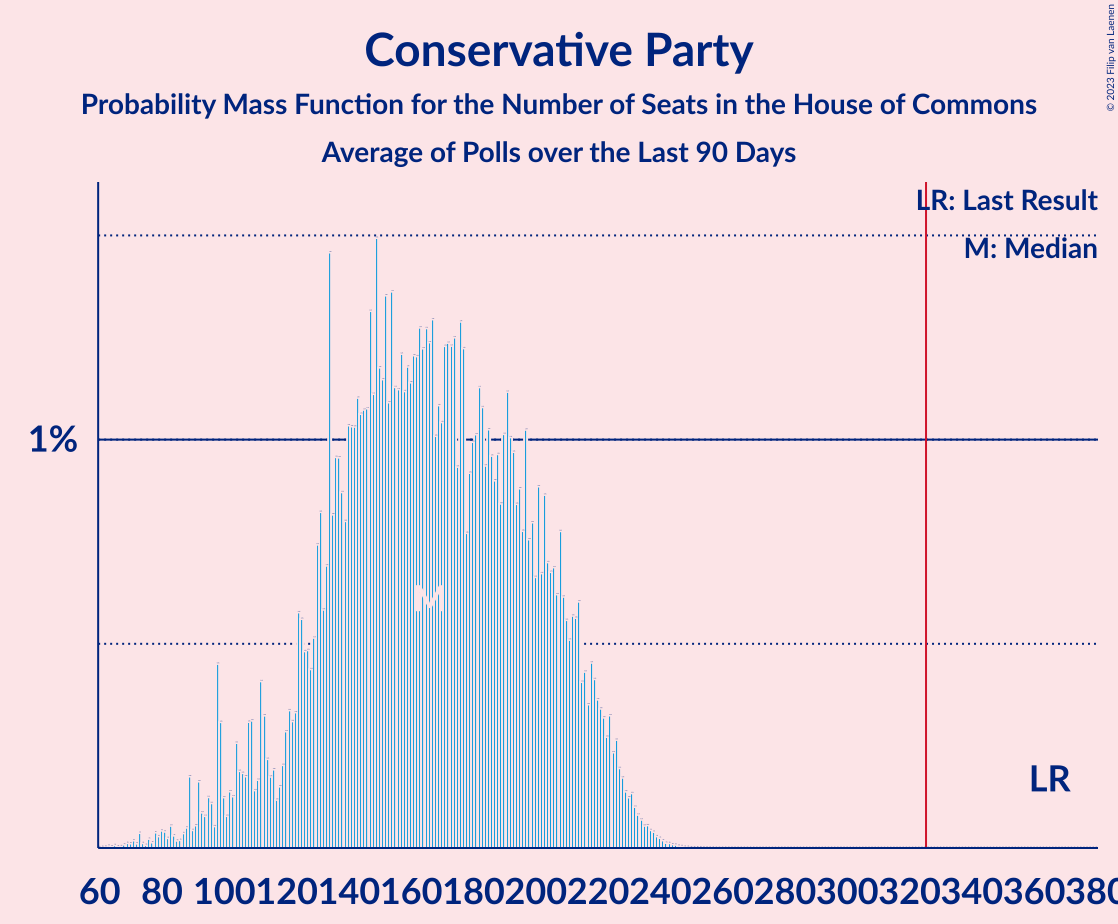 Conservative Party
Probability Mass Function for the Number of Seats in the House of Commons
Average of Polls over the Last 90 Days
© 2023 Filip van Laenen
LR: Last Result
M: Median
1%
M
LR
60 80 100 120 140 160 180 200 220 240 260 280 300 320 340 360 380